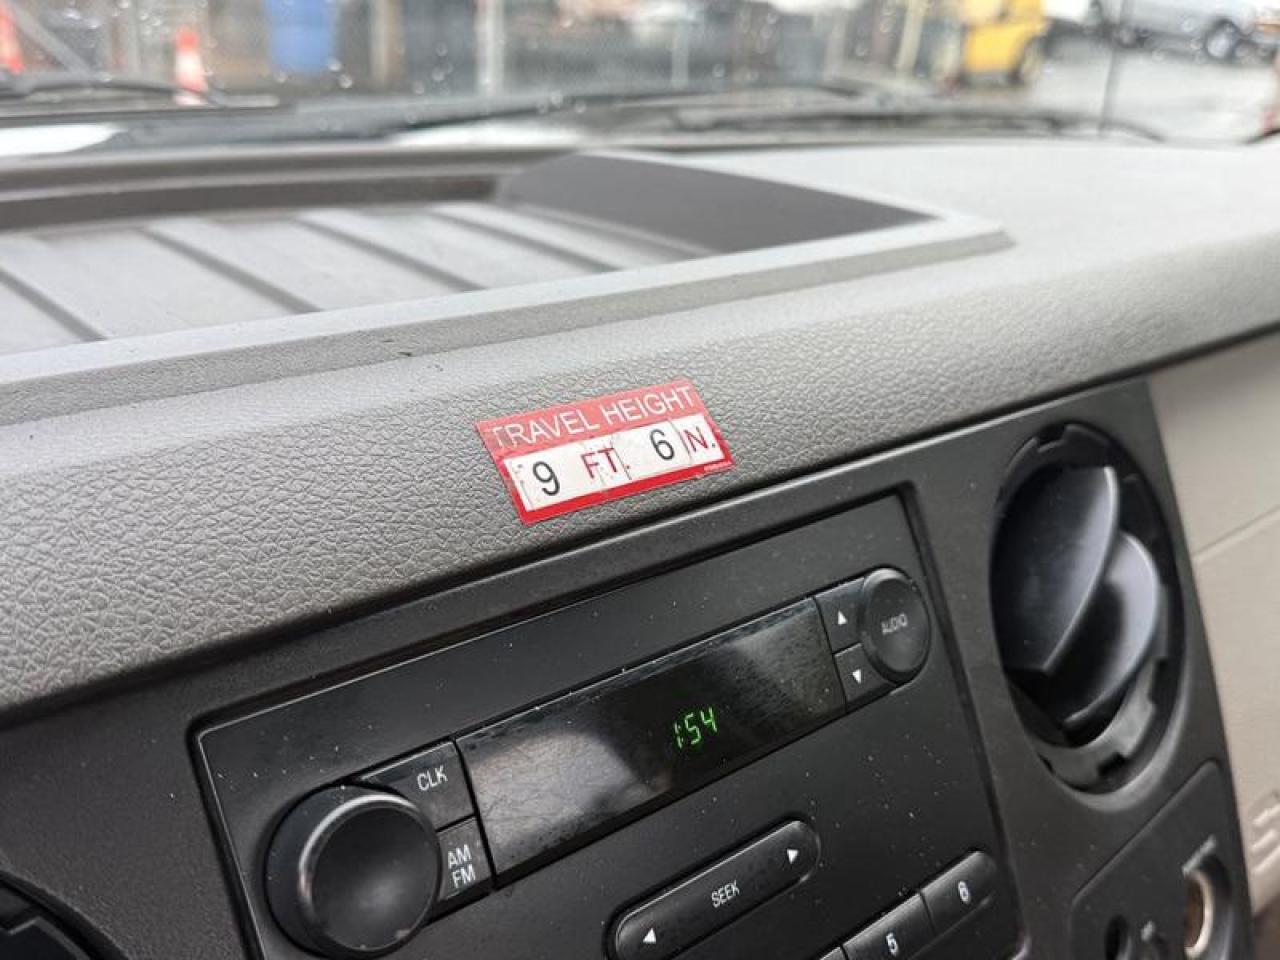 TRAVEL HEIGHT
9 FT. 6 IN.
AUDIO
1:54
CLK
AM
FM
SEEK
5
6